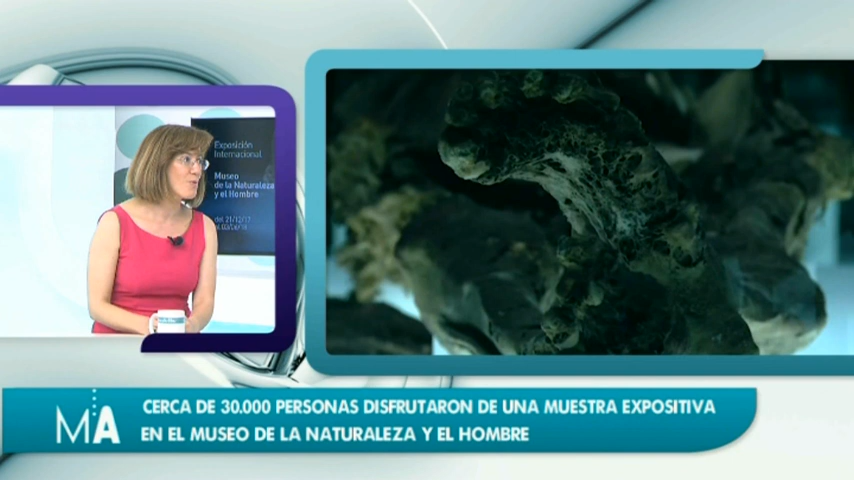 Exposición
Internacional
Museo
de la Naturaleza
y el Hombre
MA
CERCA DE 30.000 PERSONAS DISFRUTARON DE UNA MUESTRA EXPOSITIVA
EN EL MUSEO DE LA NATURALEZA Y EL HOMBRE